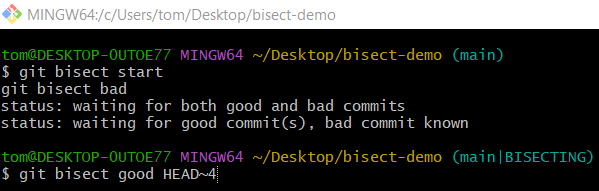 MINGW64:/c/Users/tom/Desktop/bisect-demo
tom@DESKTOP-OUTOE77 MINGW64 ~/Desktop/bisect-demo (main)
$ git bisect start
git bisect bad
status: waiting for both good and bad commits
status: waiting for good commit(s), bad commit known
tom@DESKTOP-OUTOE77 MINGW64 ~/Desktop/bisect-demo (main|BISECTING)
$ git bisect good HEAD~4